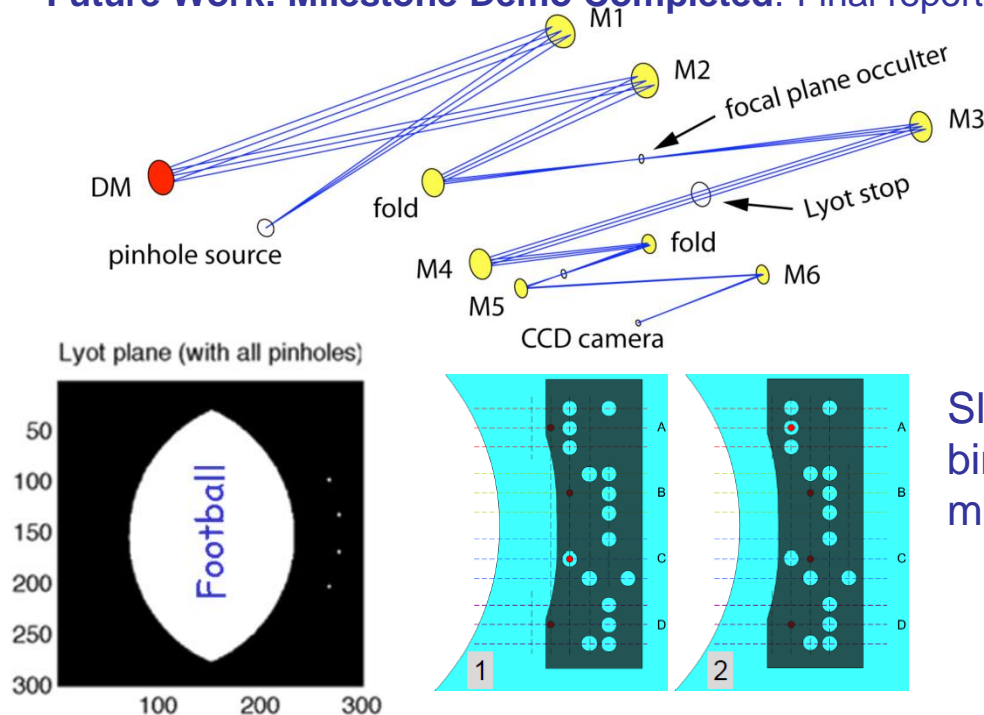 Future Work: Milestone Demo Completed. Final report
M1
M2
focal plane occulter
M3
DM
fold
Lyot stop
pinhole source
fold
M4
M5
M6
CCD camera
Lyot plane (with all pinholes)
50
100
150
200
250
300
100
200
300
Football
A
B
C
D
1
A
B
C
D
2